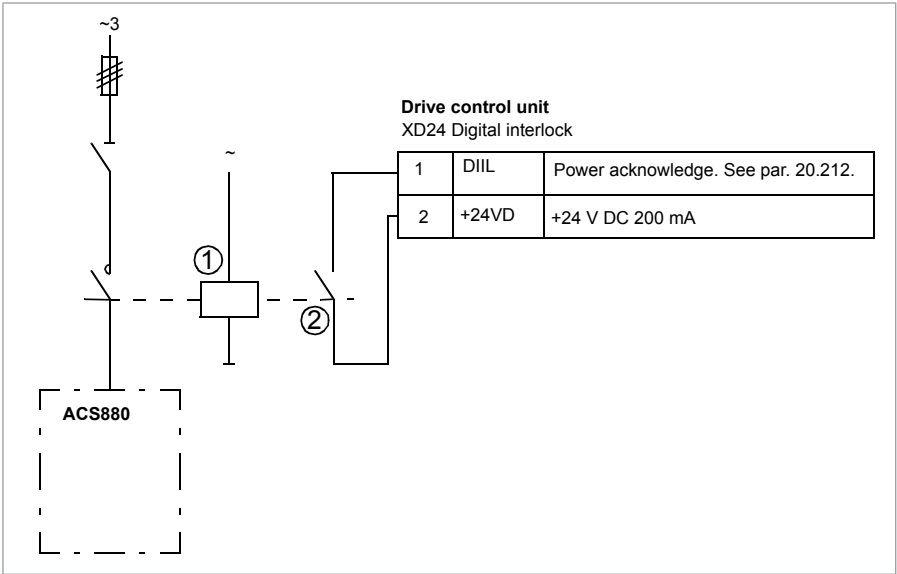 ~3
Drive control unit
XD24 Digital interlock
~
1 DIIL Power acknowledge. See par. 20.212.
2 +24VD +24 V DC 200 mA
1
2
ACS880